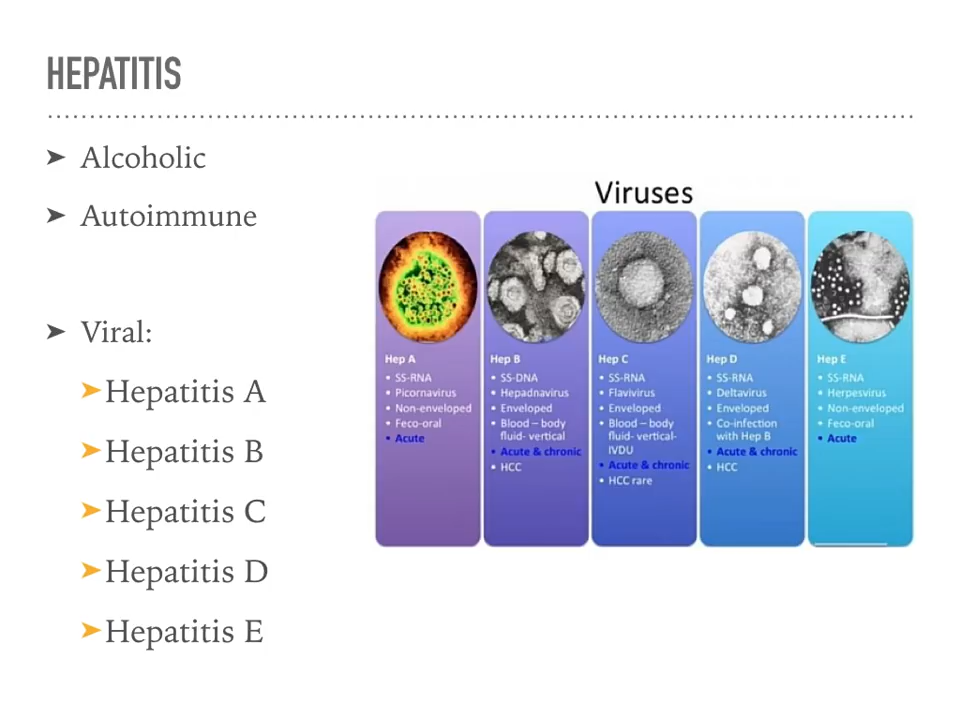 HEPATITIS
➤ Alcoholic
➤ Autoimmune
➤ Viral:
➤Hepatitis A
➤Hepatitis B
➤Hepatitis C
➤Hepatitis D
➤Hepatitis E
Viruses
Hep A
• SS-RNA
• Picornavirus
• Non-enveloped
• Feco-oral
• Acute
Hep B
• SS-DNA
• Hepadnavirus
• Enveloped
• Blood – body
fluid- vertical
• Acute & chronic
• HCC
Hep C
• SS-RNA
• Flavivirus
• Enveloped
• Blood – body
fluid- vertical-
IVDU
• Acute & chronic
• HCC rare
Hep D
• SS-RNA
• Deltavirus
• Enveloped
• Co-infection
with Hep B
• Acute & chronic
• HCC
Hep E
• SS-RNA
• Herpesvirus
• Non-enveloped
• Feco-oral
• Acute